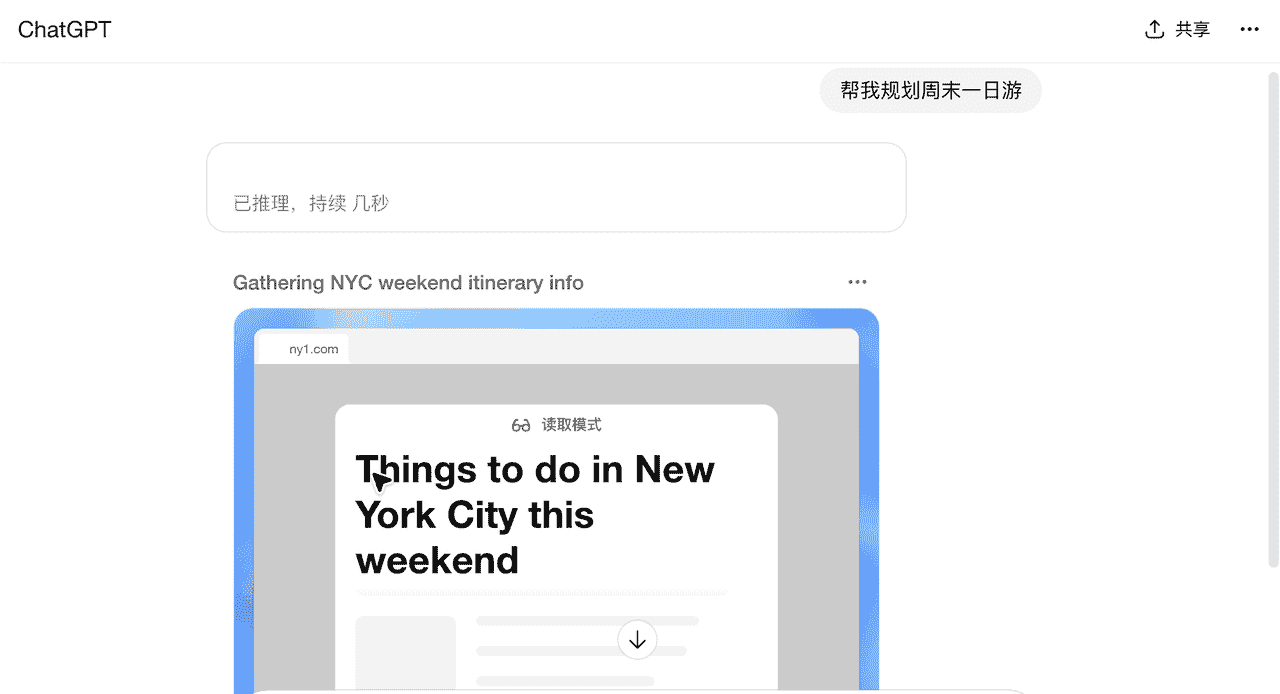 ChatGPT
共享
帮我规划周末一日游
已推理，持续 几秒
Gathering NYC weekend itinerary info
ny1.com
读取模式
Things to do in New
York City this
weekend